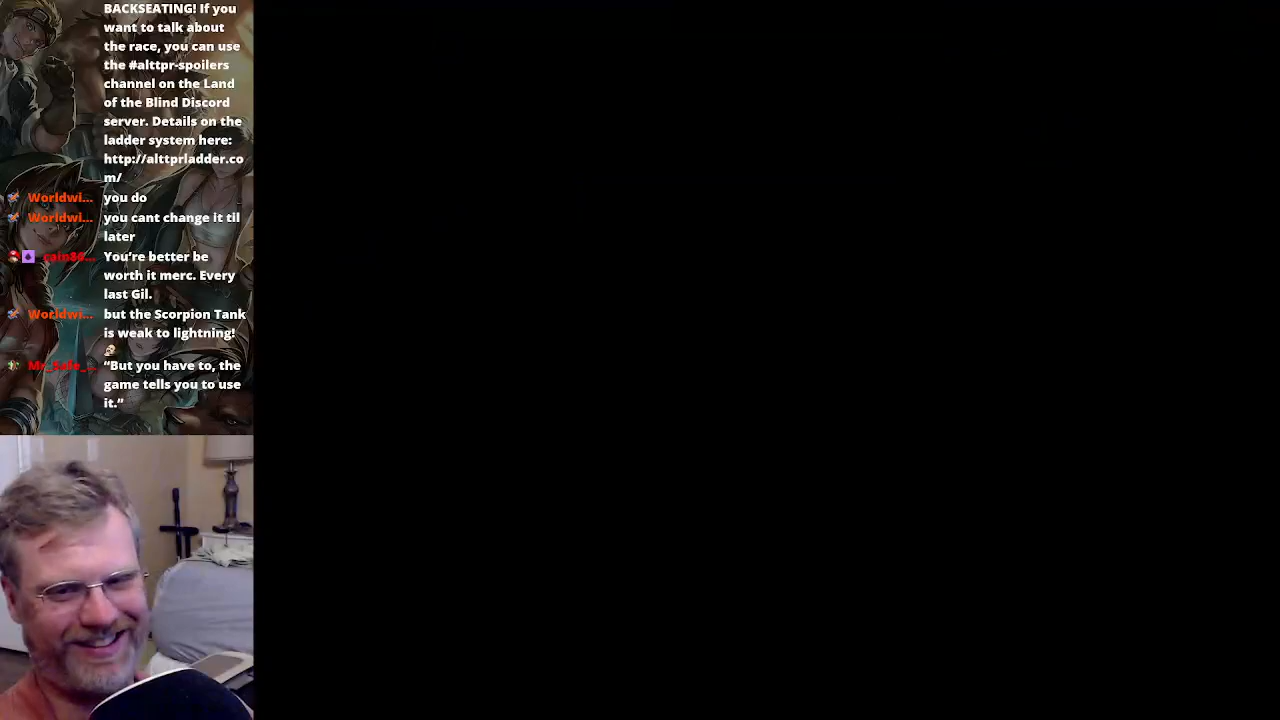 BACKSEATING! If you
want to talk about
the race, you can use
the #alttpr-spoilers
channel on the Land
of the Blind Discord
server. Details on the
ladder system here:
http://alttprladder.co
m/
Worldwi... you do
Worldwi... you cant change it til
later
You're better be
worth it merc. Every
last Gil.
Worldwi... but the Scorpion Tank
is weak to lightning!
“But you have to, the
game tells you to use
it.”